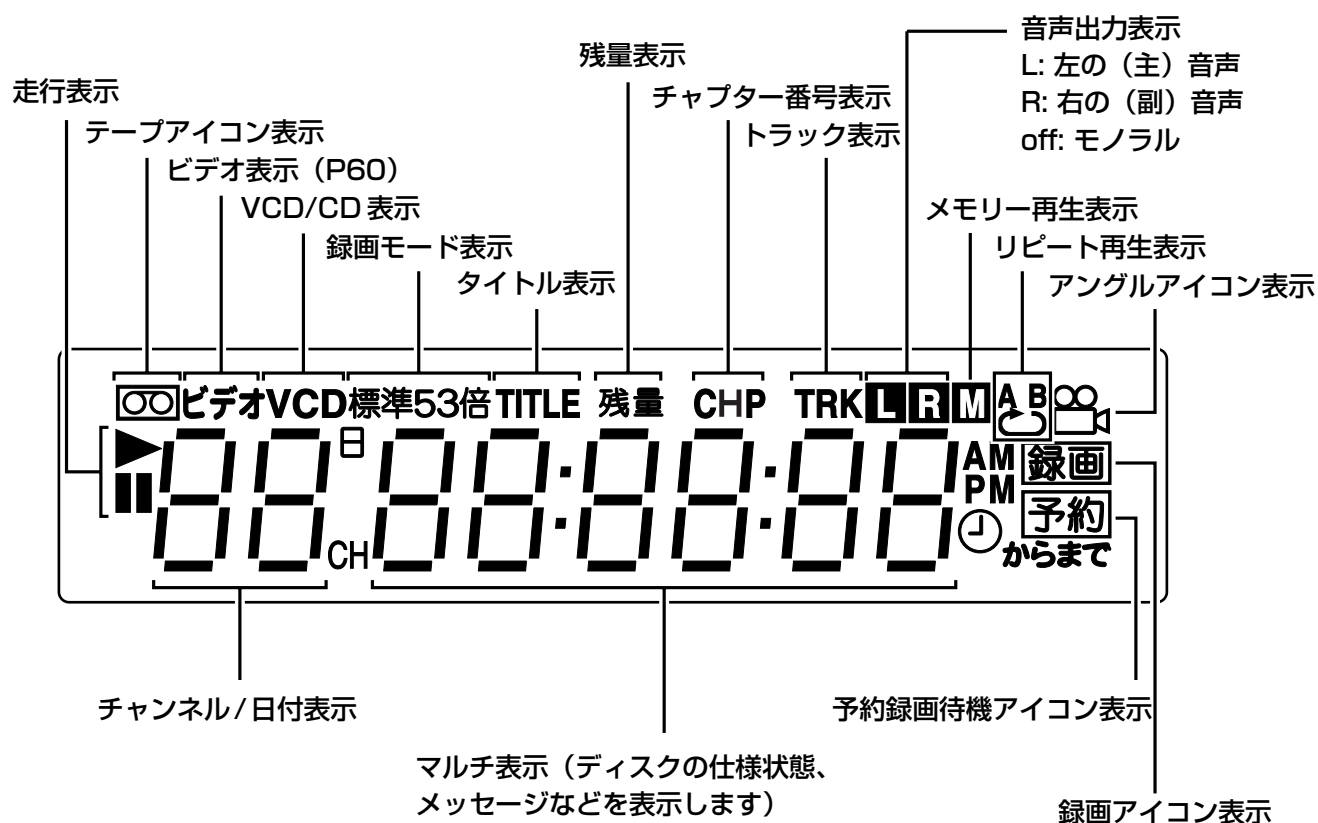 音声出力表示
L: 左の（主）音声
R: 右の（副）音声
off: モノラル
残量表示
チャプター番号表示
トラック表示
走行表示
テープアイコン表示
ビデオ表示（P60）
VCD/CD 表示
録画モード表示
タイトル表示
メモリー再生表示
リピート再生表示
アングルアイコン表示
ビデオVCD標準53倍TITLE 残量 CHP TRK L R M A B
88 日 88:88:88 AM 録画
PM 予約
CH からまで
チャンネル/日付表示
予約録画待機アイコン表示
マルチ表示（ディスクの仕様状態、
メッセージなどを表示します）
録画アイコン表示